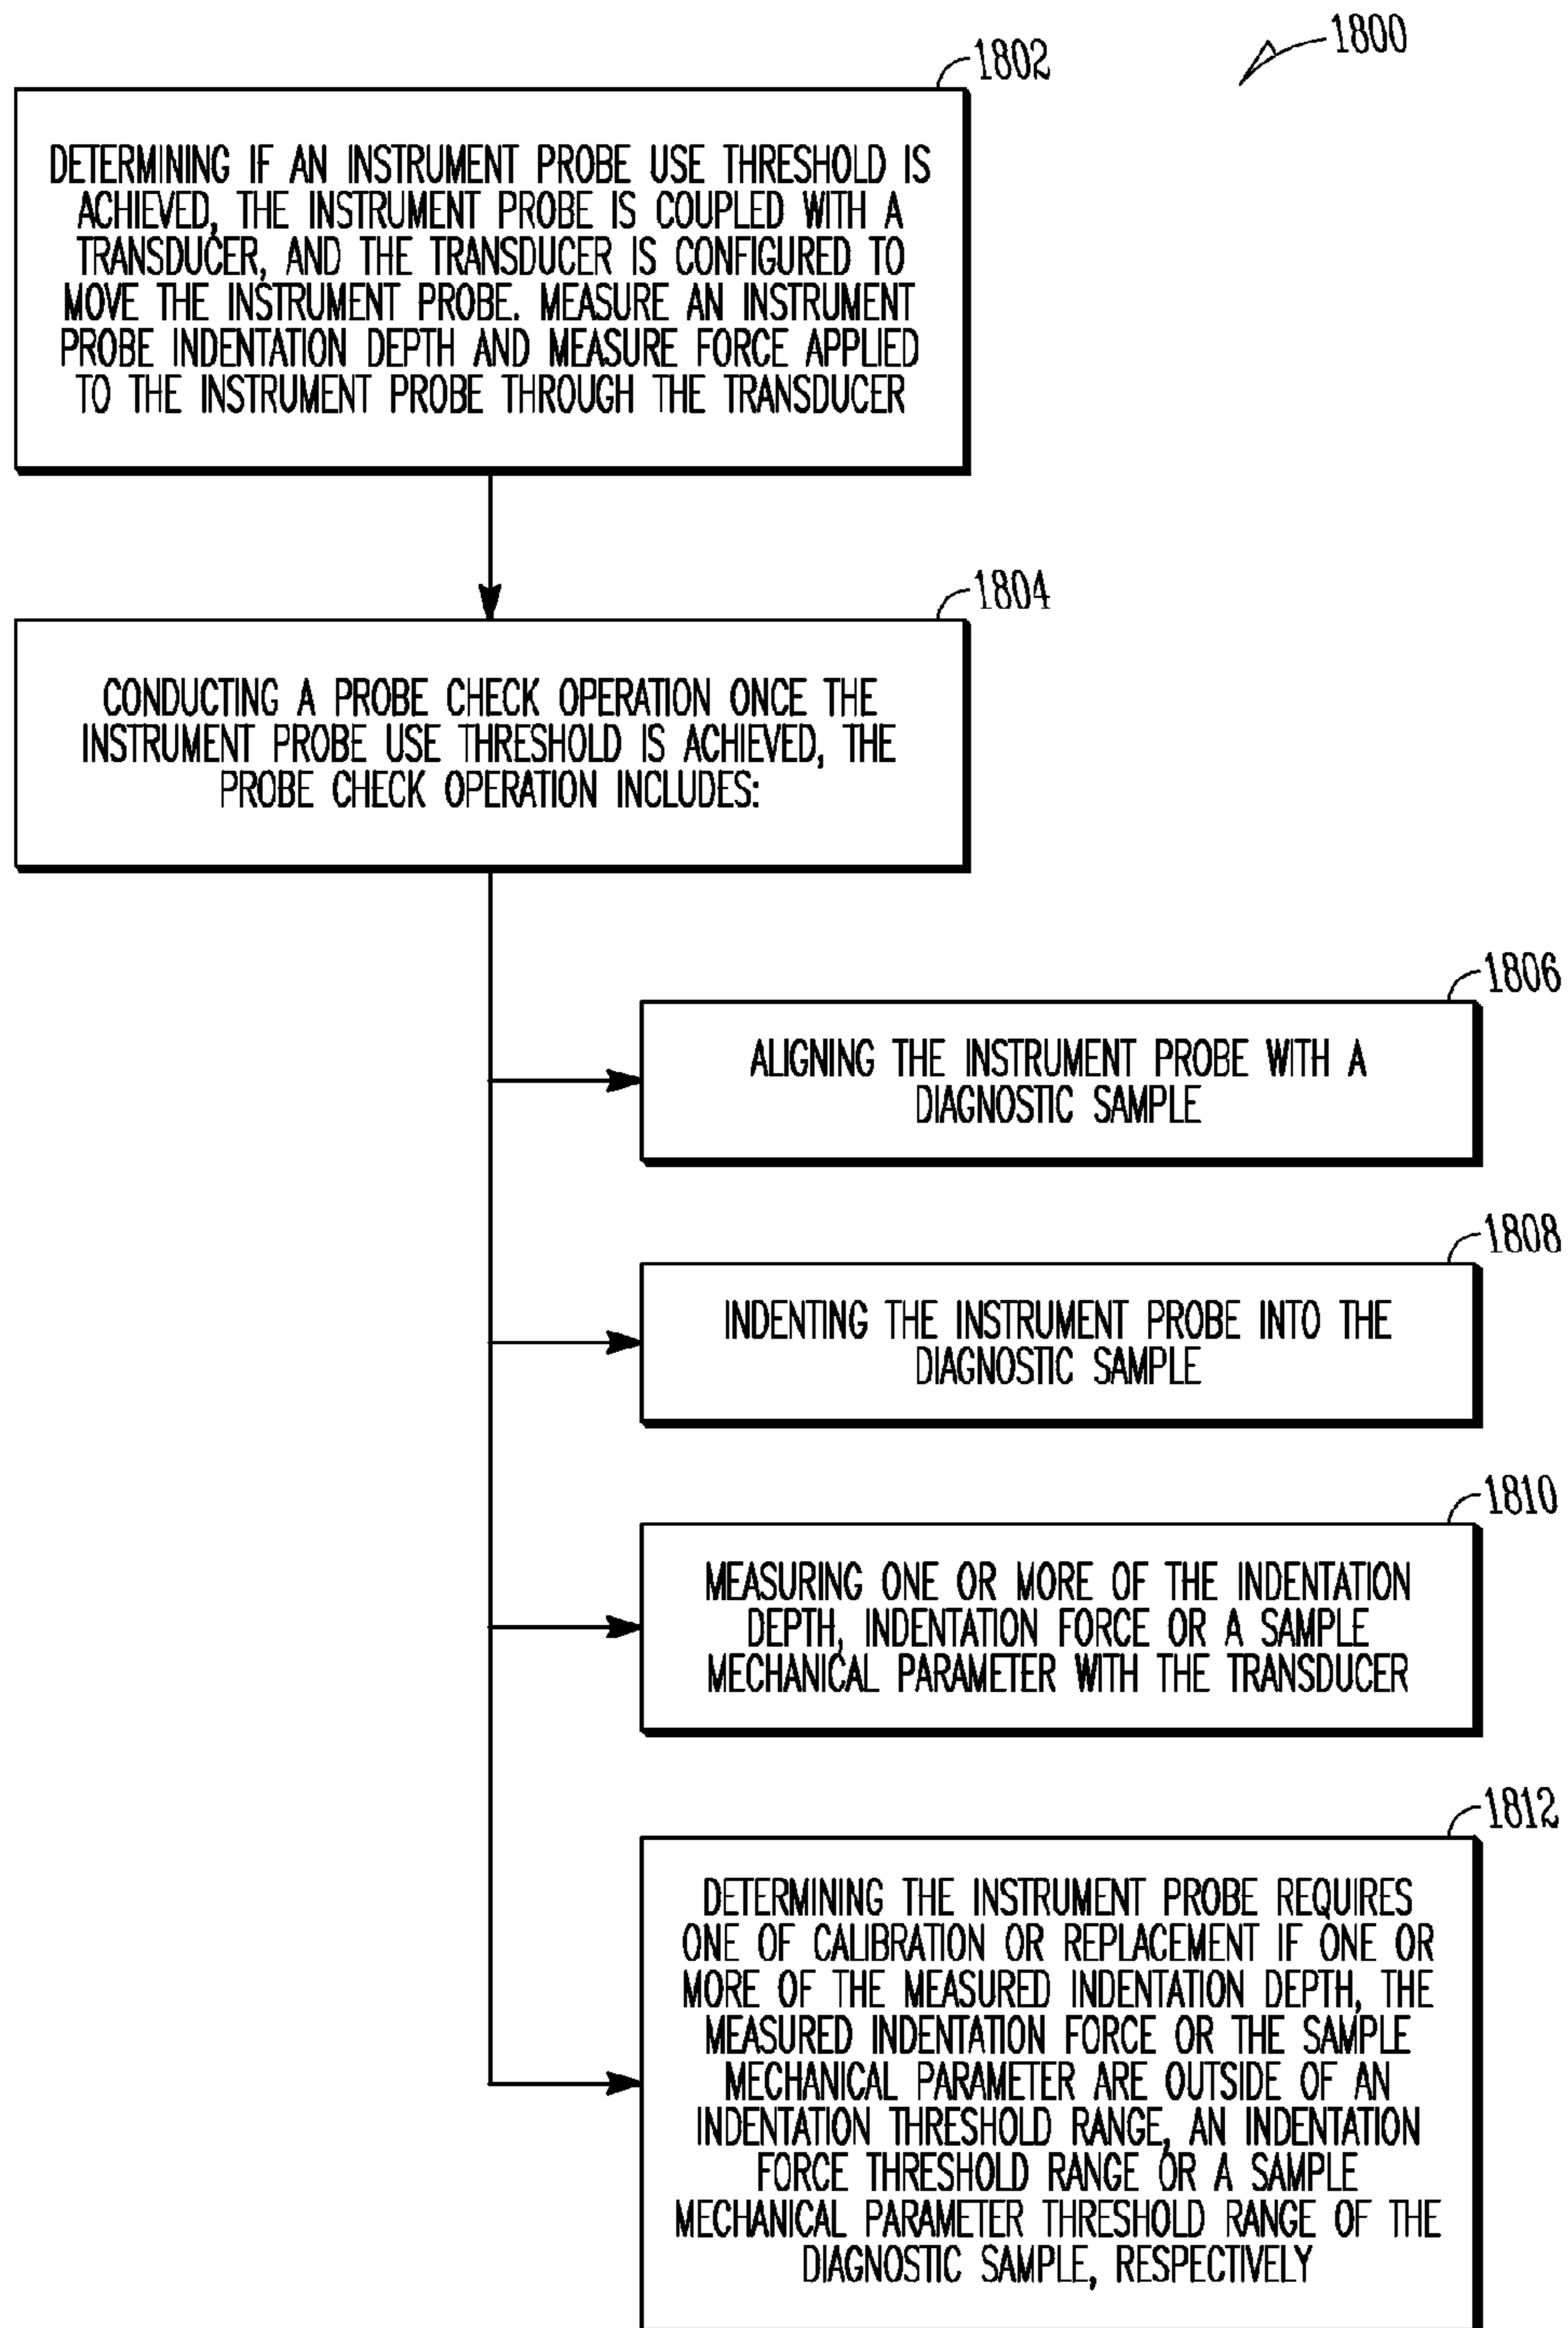 1800
1802
DETERMINING IF AN INSTRUMENT PROBE USE THRESHOLD IS
ACHIEVED, THE INSTRUMENT PROBE IS COUPLED WITH A
TRANSDUCER, AND THE TRANSDUCER IS CONFIGURED TO
MOVE THE INSTRUMENT PROBE. MEASURE AN INSTRUMENT
PROBE INDENTATION DEPTH AND MEASURE FORCE APPLIED
TO THE INSTRUMENT PROBE THROUGH THE TRANSDUCER
1804
CONDUCTING A PROBE CHECK OPERATION ONCE THE
INSTRUMENT PROBE USE THRESHOLD IS ACHIEVED, THE
PROBE CHECK OPERATION INCLUDES:
1806
ALIGNING THE INSTRUMENT PROBE WITH A
DIAGNOSTIC SAMPLE
1808
INDENTING THE INSTRUMENT PROBE INTO THE
DIAGNOSTIC SAMPLE
1810
MEASURING ONE OR MORE OF THE INDENTATION
DEPTH, INDENTATION FORCE OR A SAMPLE
MECHANICAL PARAMETER WITH THE TRANSDUCER
1812
DETERMINING THE INSTRUMENT PROBE REQUIRES
ONE OF CALIBRATION OR REPLACEMENT IF ONE OR
MORE OF THE MEASURED INDENTATION DEPTH, THE
MEASURED INDENTATION FORCE OR THE SAMPLE
MECHANICAL PARAMETER ARE OUTSIDE OF AN
INDENTATION THRESHOLD RANGE, AN INDENTATION
FORCE THRESHOLD RANGE OR A SAMPLE
MECHANICAL PARAMETER THRESHOLD RANGE OF THE
DIAGNOSTIC SAMPLE, RESPECTIVELY